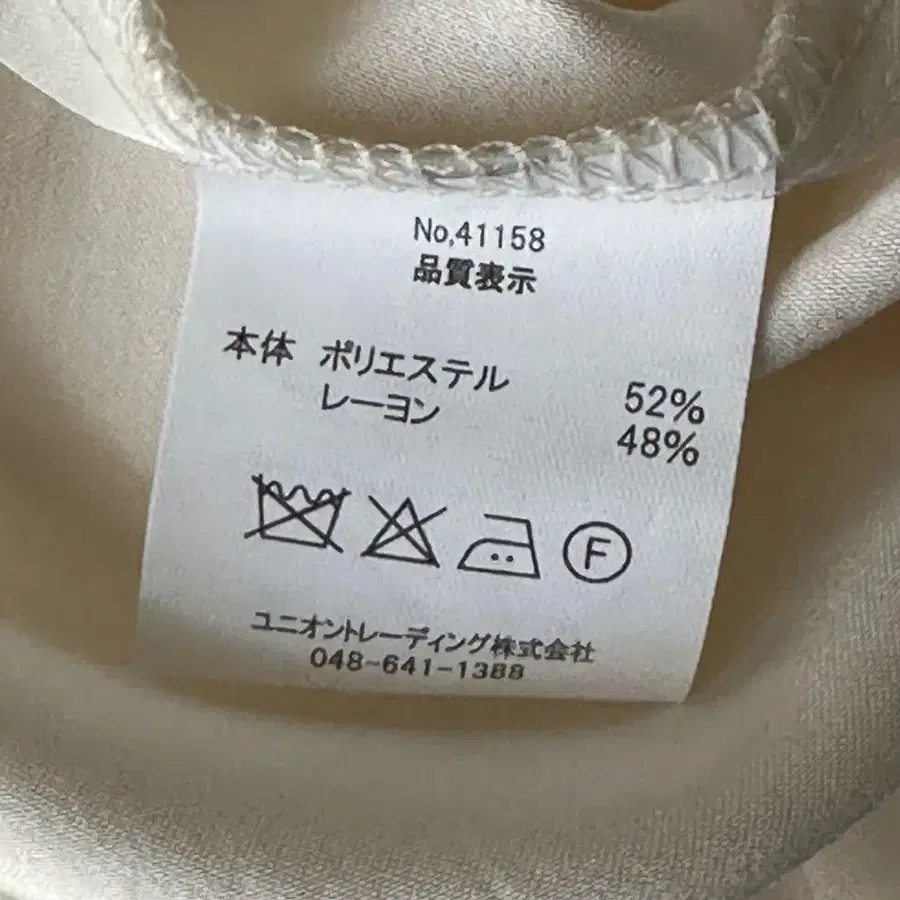 No,41158
品質表示
本体 ポリエステル 52%
レーヨン 48%
F
ユニオントレーディング株式会社
048-641-1388